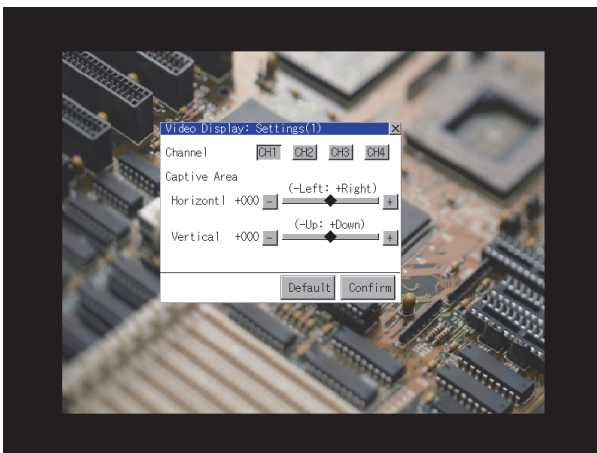 Video Display: Settings(1)
Channel CH1 CH2 CH3 CH4
Captive Area
(-Left: +Right)
Horizontl +000 - +
(-Up: +Down)
Vertical +000 - +
Default Confirm